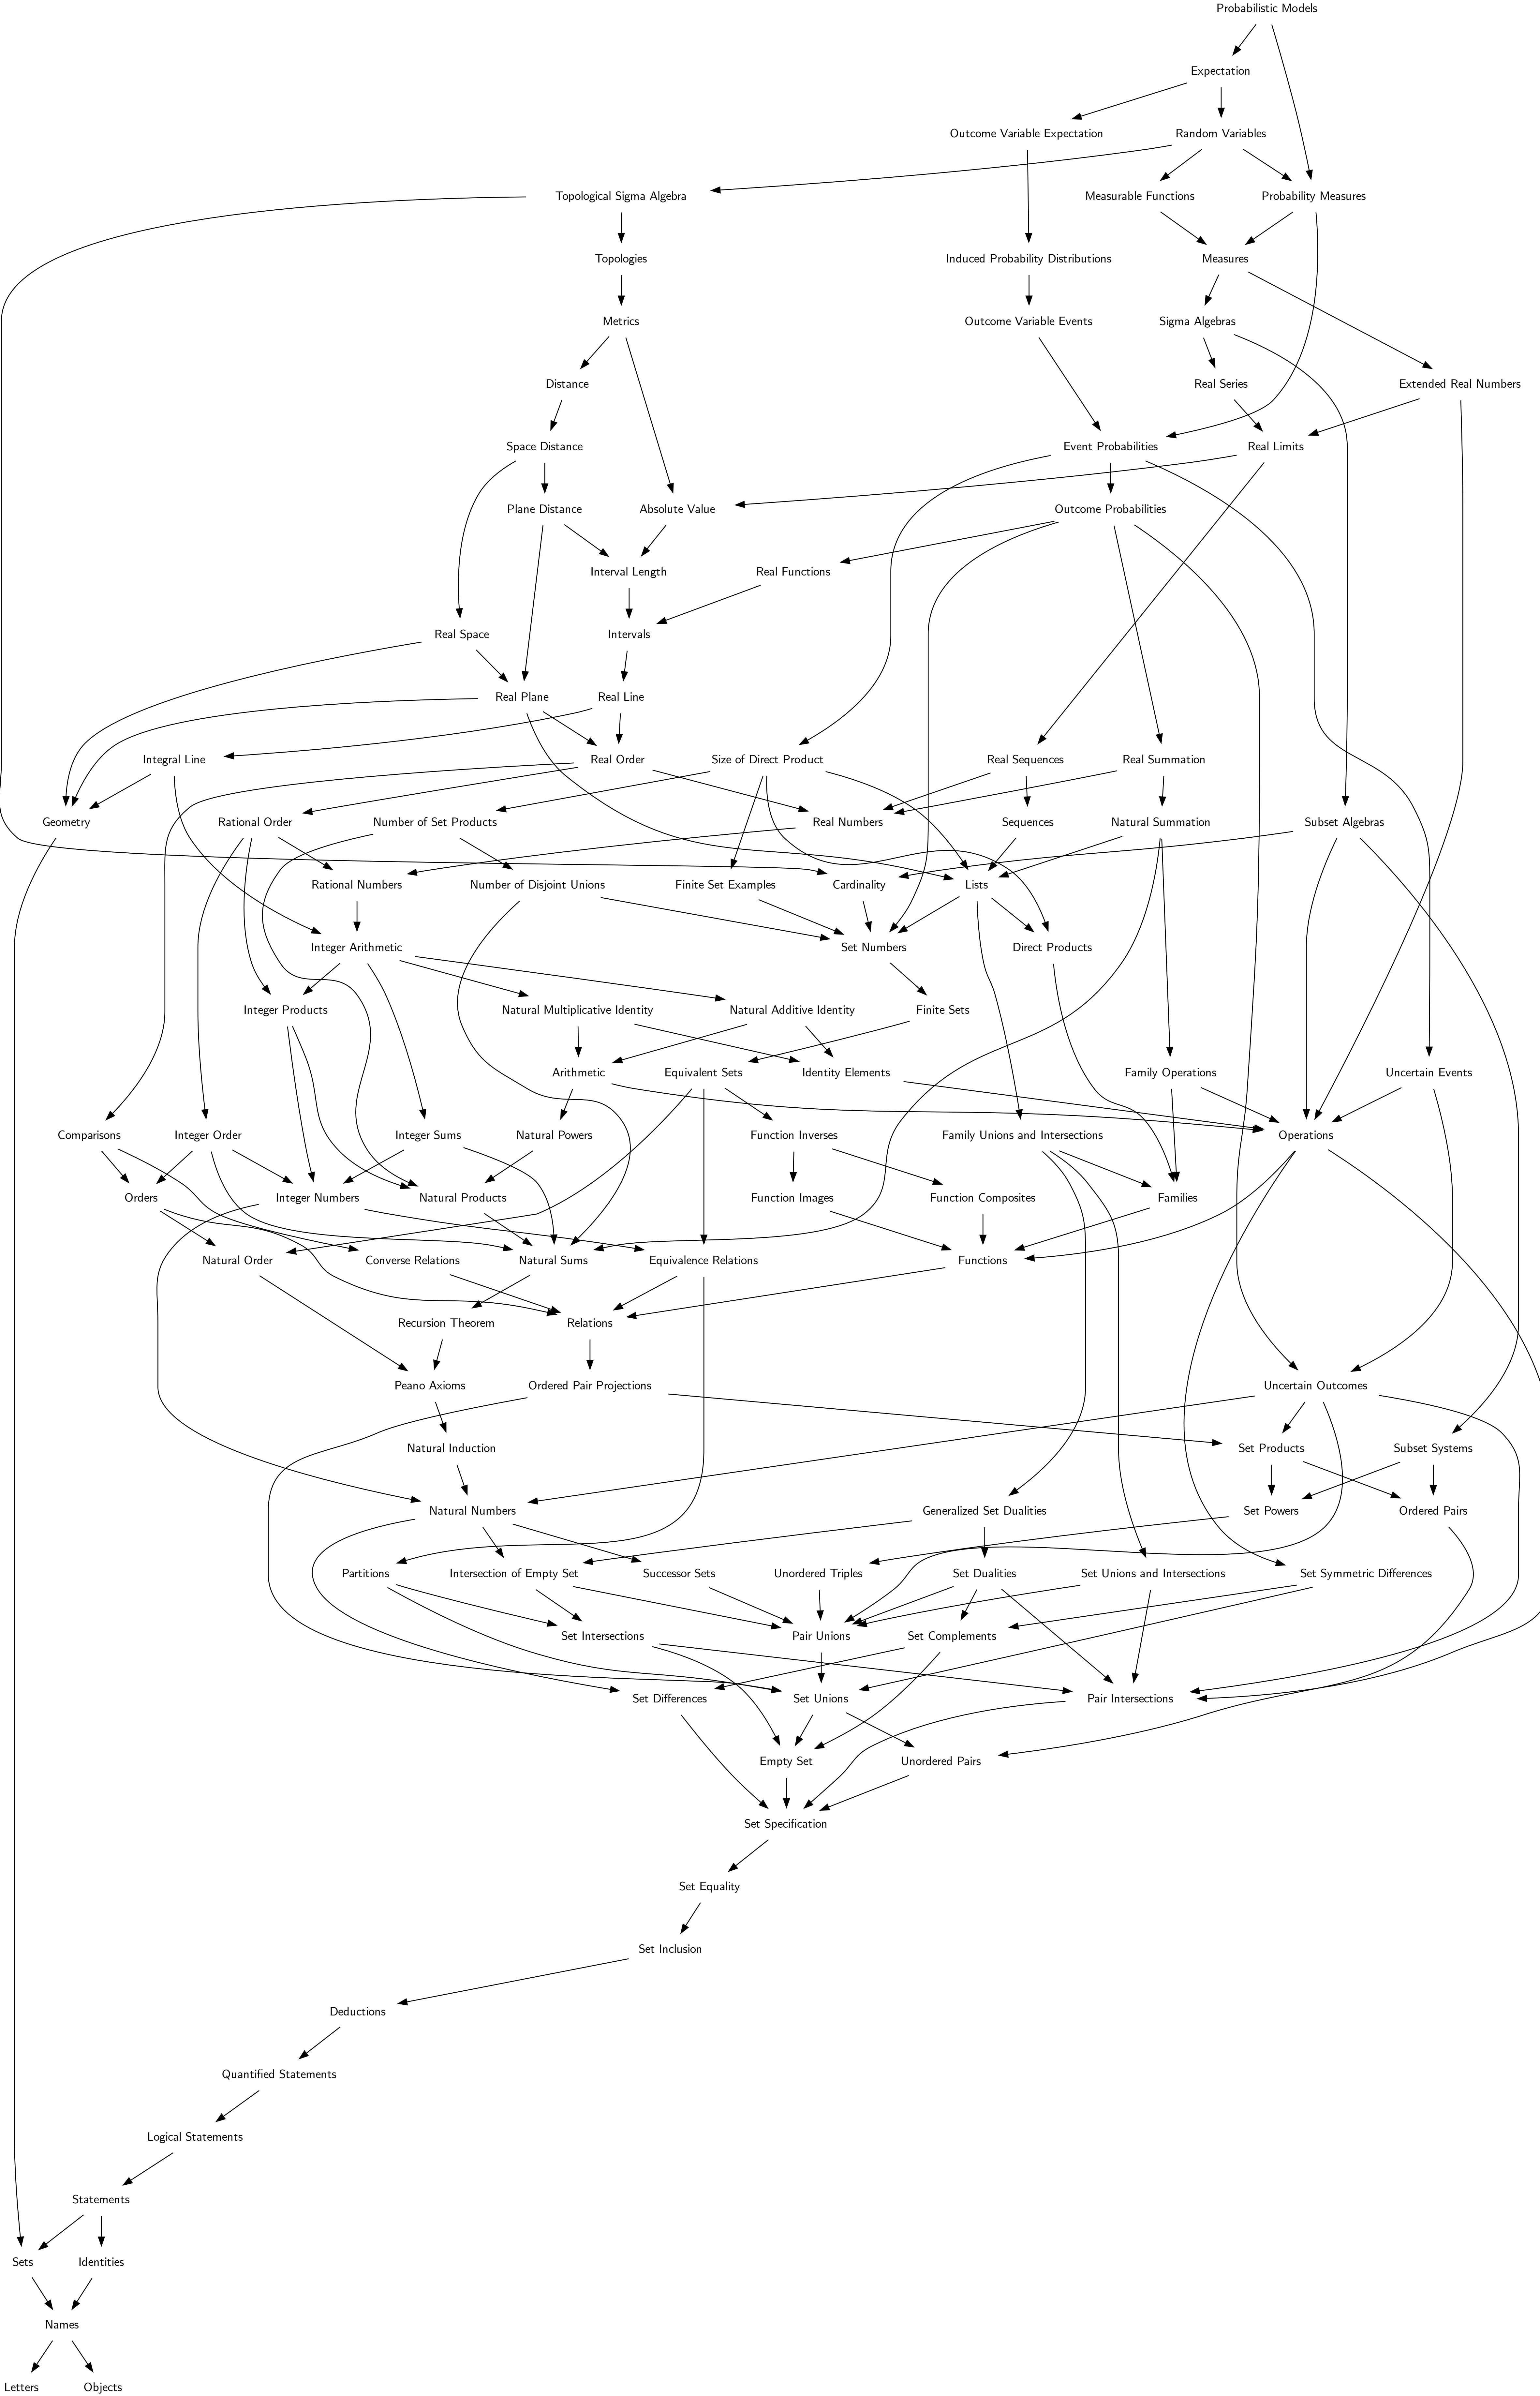 Probabilistic Models
Expectation
Outcome Variable Expectation
Random Variables
Topological Sigma Algebra
Measurable Functions
Probability Measures
Topologies
Induced Probability Distributions
Measures
Metrics
Outcome Variable Events
Sigma Algebras
Distance
Real Series
Extended Real Numbers
Space Distance
Event Probabilities
Real Limits
Plane Distance
Absolute Value
Outcome Probabilities
Interval Length
Real Functions
Real Space
Intervals
Real Plane
Real Line
Integral Line
Real Order
Size of Direct Product
Real Sequences
Real Summation
Geometry
Rational Order
Number of Set Products
Real Numbers
Sequences
Natural Summation
Subset Algebras
Rational Numbers
Number of Disjoint Unions
Finite Set Examples
Cardinality
Lists
Integer Arithmetic
Set Numbers
Direct Products
Integer Products
Natural Multiplicative Identity
Natural Additive Identity
Finite Sets
Arithmetic
Equivalent Sets
Identity Elements
Family Operations
Uncertain Events
Comparisons
Integer Order
Integer Sums
Natural Powers
Function Inverses
Family Unions and Intersections
Operations
Orders
Integer Numbers
Natural Products
Function Images
Function Composites
Families
Natural Order
Converse Relations
Natural Sums
Equivalence Relations
Functions
Recursion Theorem
Relations
Peano Axioms
Ordered Pair Projections
Uncertain Outcomes
Natural Induction
Set Products
Subset Systems
Natural Numbers
Generalized Set Dualities
Set Powers
Ordered Pairs
Partitions
Intersection of Empty Set
Successor Sets
Unordered Triples
Set Dualities
Set Unions and Intersections
Set Symmetric Differences
Set Intersections
Pair Unions
Set Complements
Set Differences
Set Unions
Pair Intersections
Empty Set
Unordered Pairs
Set Specification
Set Equality
Set Inclusion
Deductions
Quantified Statements
Logical Statements
Statements
Sets
Identities
Names
Letters
Objects